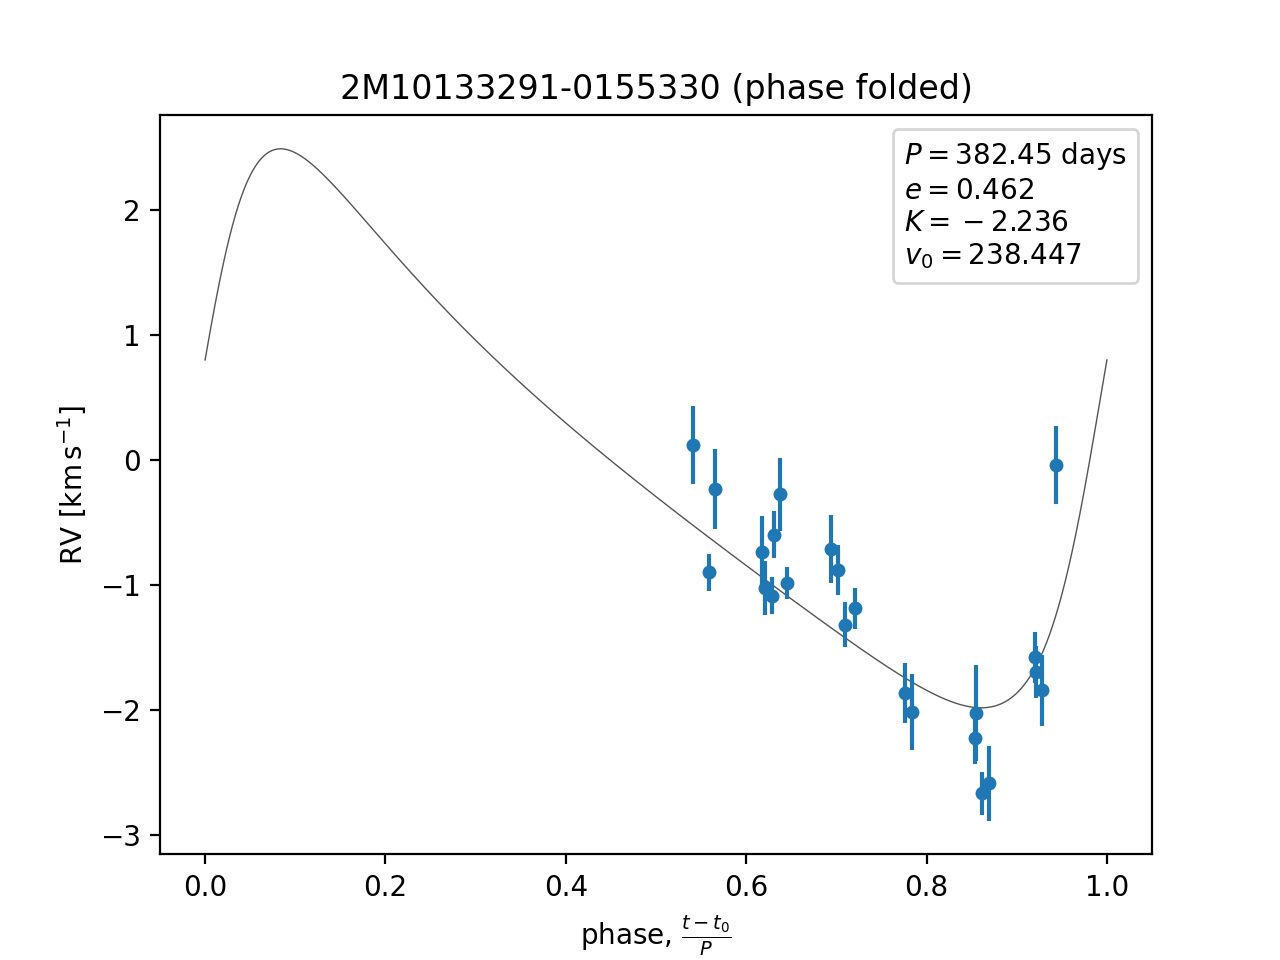 2M10133291-0155330 (phase folded)
P = 382.45 days
e = 0.462
K = −2.236
v₀ = 238.447
RV [km s⁻¹]
2
1
0
−1
−2
−3
0.0 0.2 0.4 0.6 0.8 1.0
phase, (t − t₀)/P